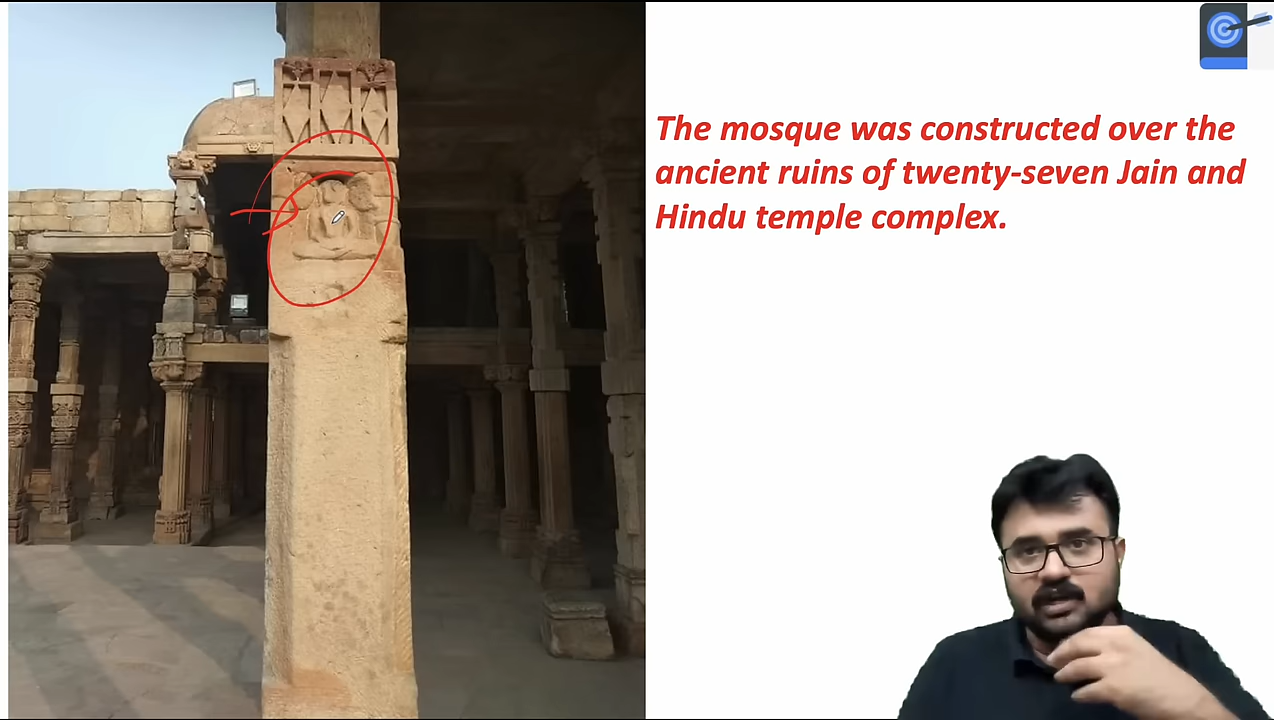 The mosque was constructed over the
ancient ruins of twenty-seven Jain and
Hindu temple complex.